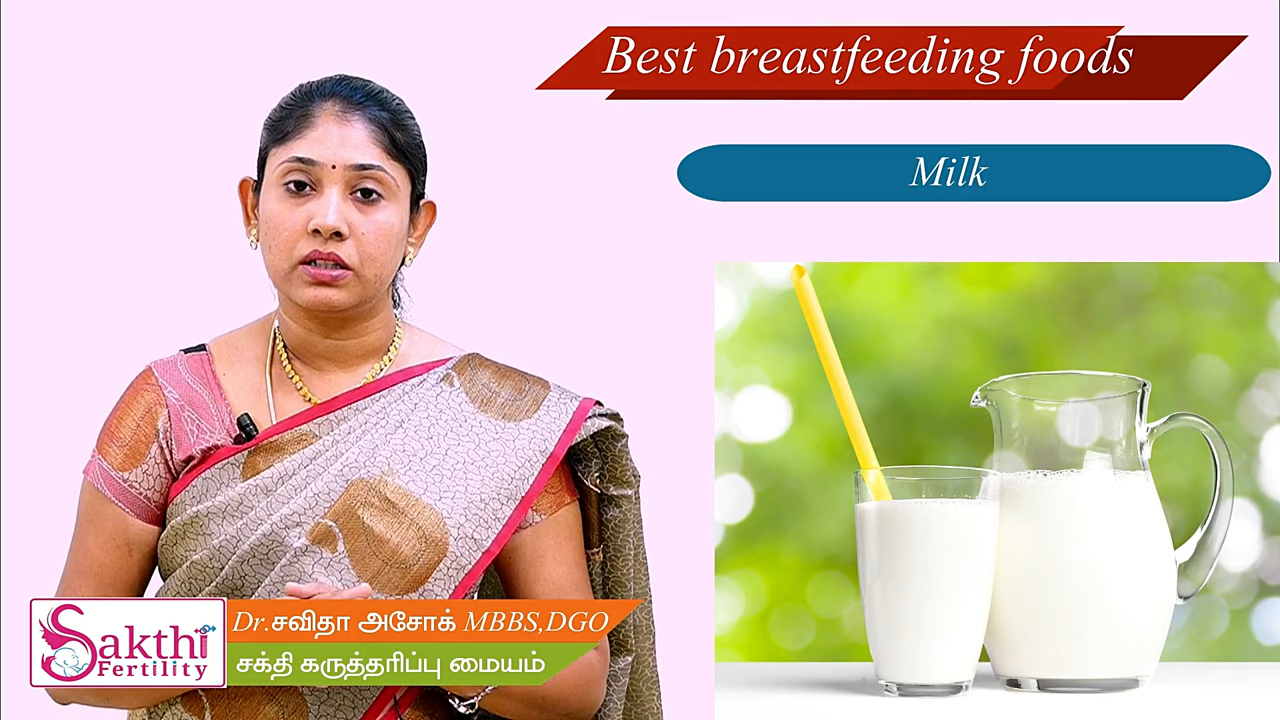 Best breastfeeding foods
Milk
Sakthi
Fertility
Dr.சவிதா அசோக் MBBS,DGO
சக்தி கருத்தரிப்பு மையம்